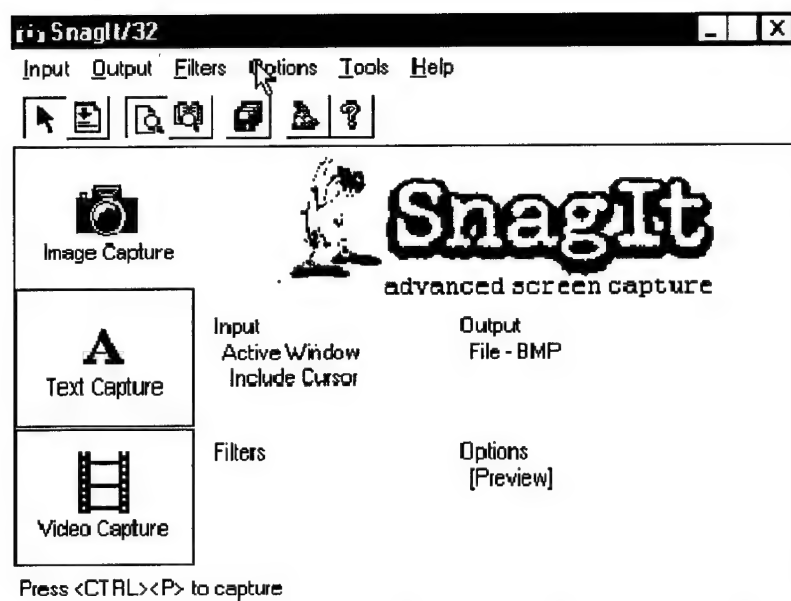 SnagIt/32
Input Output Filters Options Tools Help
Image Capture
SnagIt
advanced screen capture
A
Text Capture
Input
Active Window
Include Cursor
Output
File - BMP
Video Capture
Filters
Options
[Preview]
Press <CTRL><P> to capture